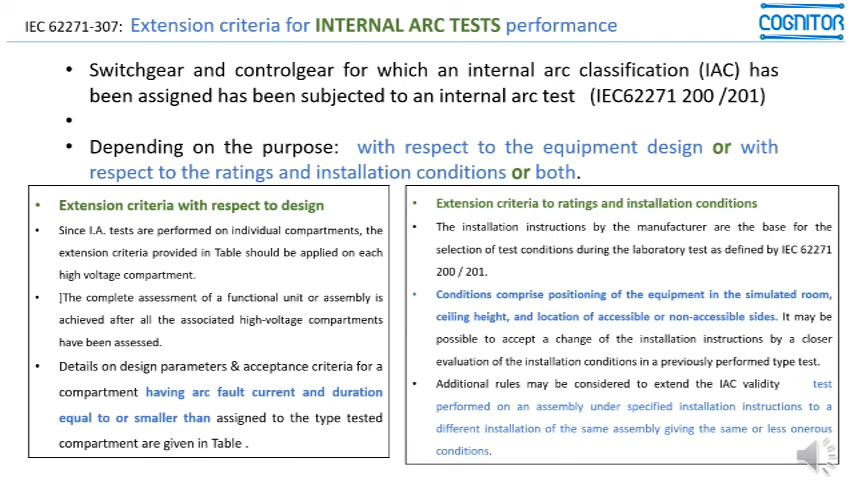 IEC 62271-307: Extension criteria for INTERNAL ARC TESTS performance
COGNITOR
• Switchgear and controlgear for which an internal arc classification (IAC) has
been assigned has been subjected to an internal arc test (IEC62271 200 /201)
•
• Depending on the purpose: with respect to the equipment design or with
respect to the ratings and installation conditions or both.
• Extension criteria with respect to design
• Since I.A. tests are performed on individual compartments, the
extension criteria provided in Table should be applied on each
high voltage compartment.
• ]The complete assessment of a functional unit or assembly is
achieved after all the associated high-voltage compartments
have been assessed.
• Details on design parameters & acceptance criteria for a
compartment having arc fault current and duration
equal to or smaller than assigned to the type tested
compartment are given in Table .
• Extension criteria to ratings and installation conditions
• The installation instructions by the manufacturer are the base for the
selection of test conditions during the laboratory test as defined by IEC 62271
200 / 201.
• Conditions comprise positioning of the equipment in the simulated room,
ceiling height, and location of accessible or non-accessible sides. It may be
possible to accept a change of the installation instructions by a closer
evaluation of the installation conditions in a previously performed type test.
• Additional rules may be considered to extend the IAC validity test
performed on an assembly under specified installation instructions to a
different installation of the same assembly giving the same or less onerous
conditions.